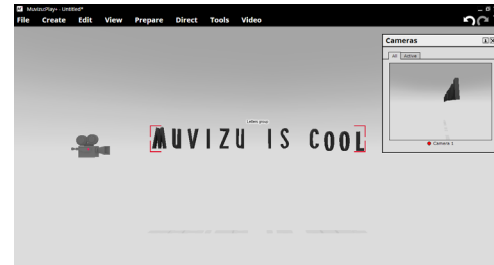 MuvizuPlay+ - Untitled*
File Create Edit View Prepare Direct Tools Video
Cameras
All Active
Letters group
MUVIZU IS COOL
Camera 1